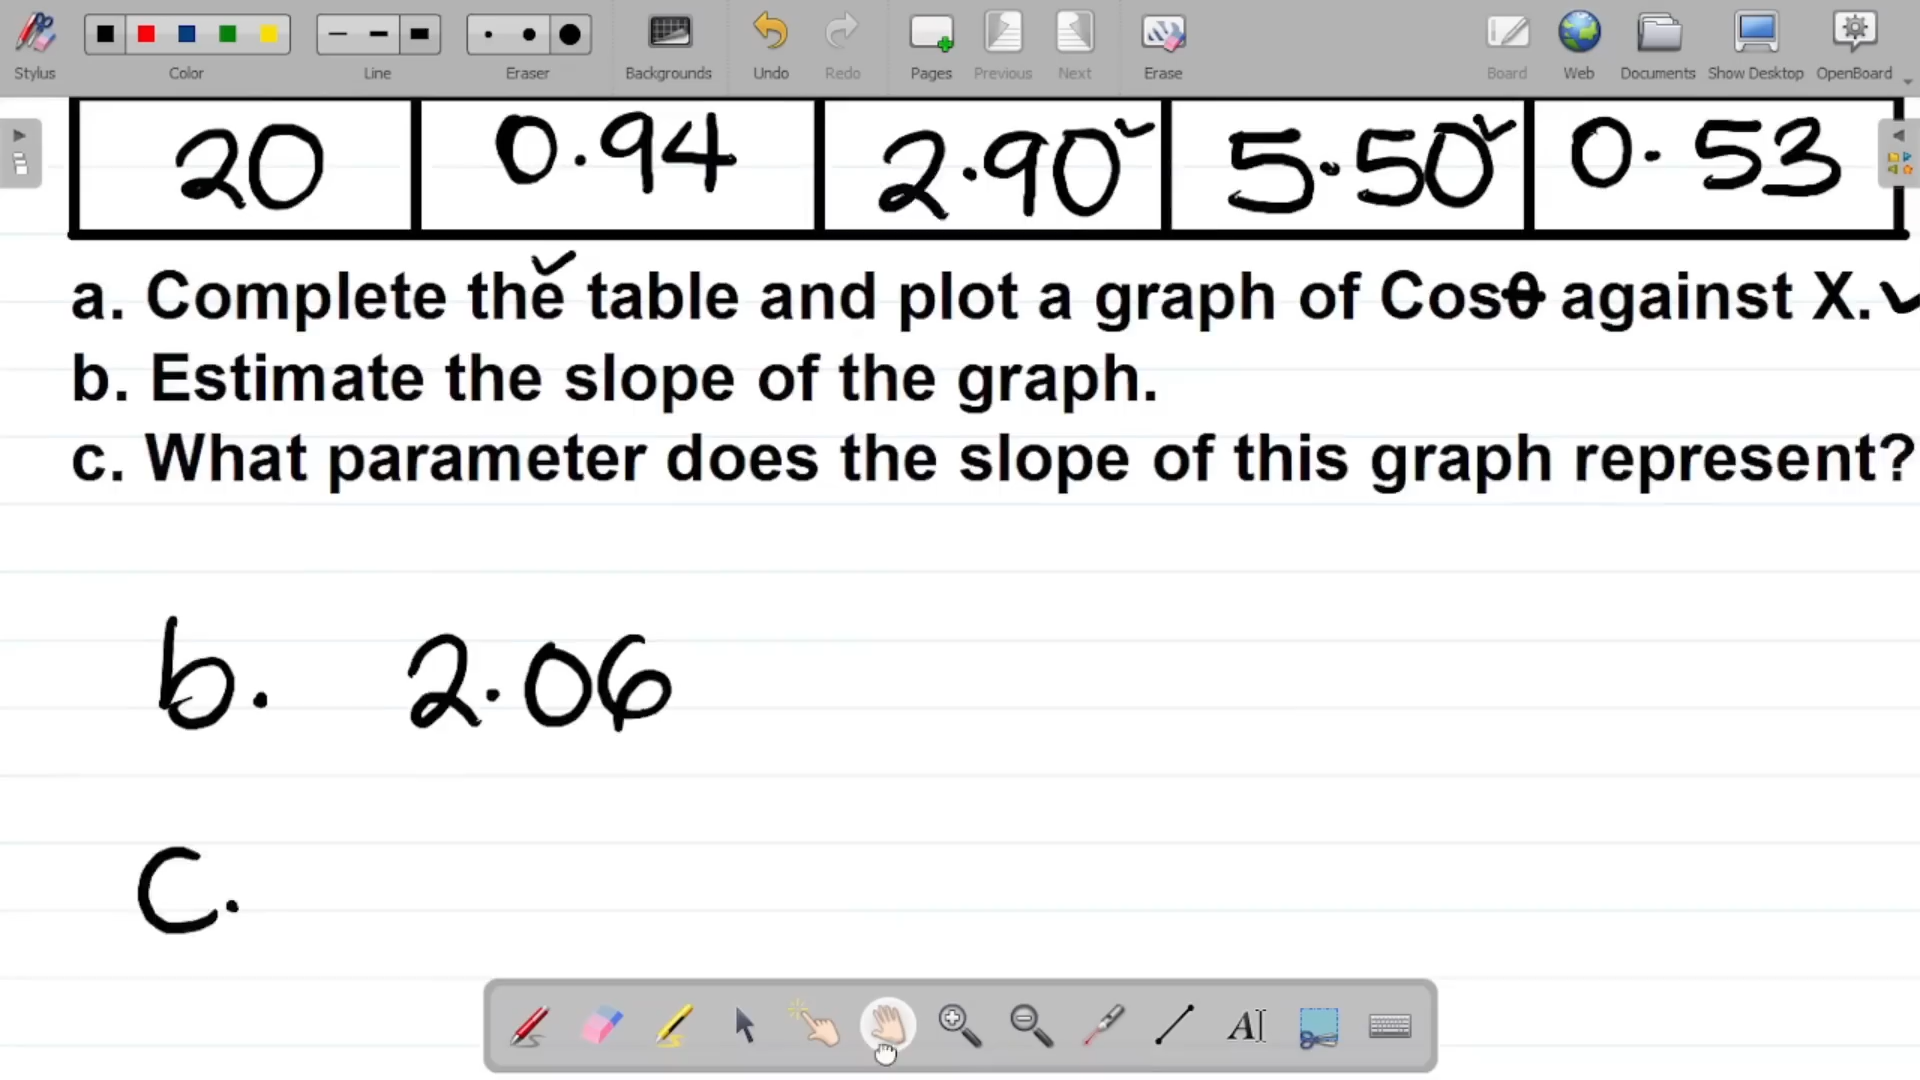 Stylus Color Line Eraser Backgrounds Undo Redo Pages Previous Next Erase Board Web Documents Show Desktop OpenBoard
20 0.94 2.90 5.50 0.53
a. Complete the table and plot a graph of Cosθ against X.
b. Estimate the slope of the graph.
c. What parameter does the slope of this graph represent?
b. 2.06
C.